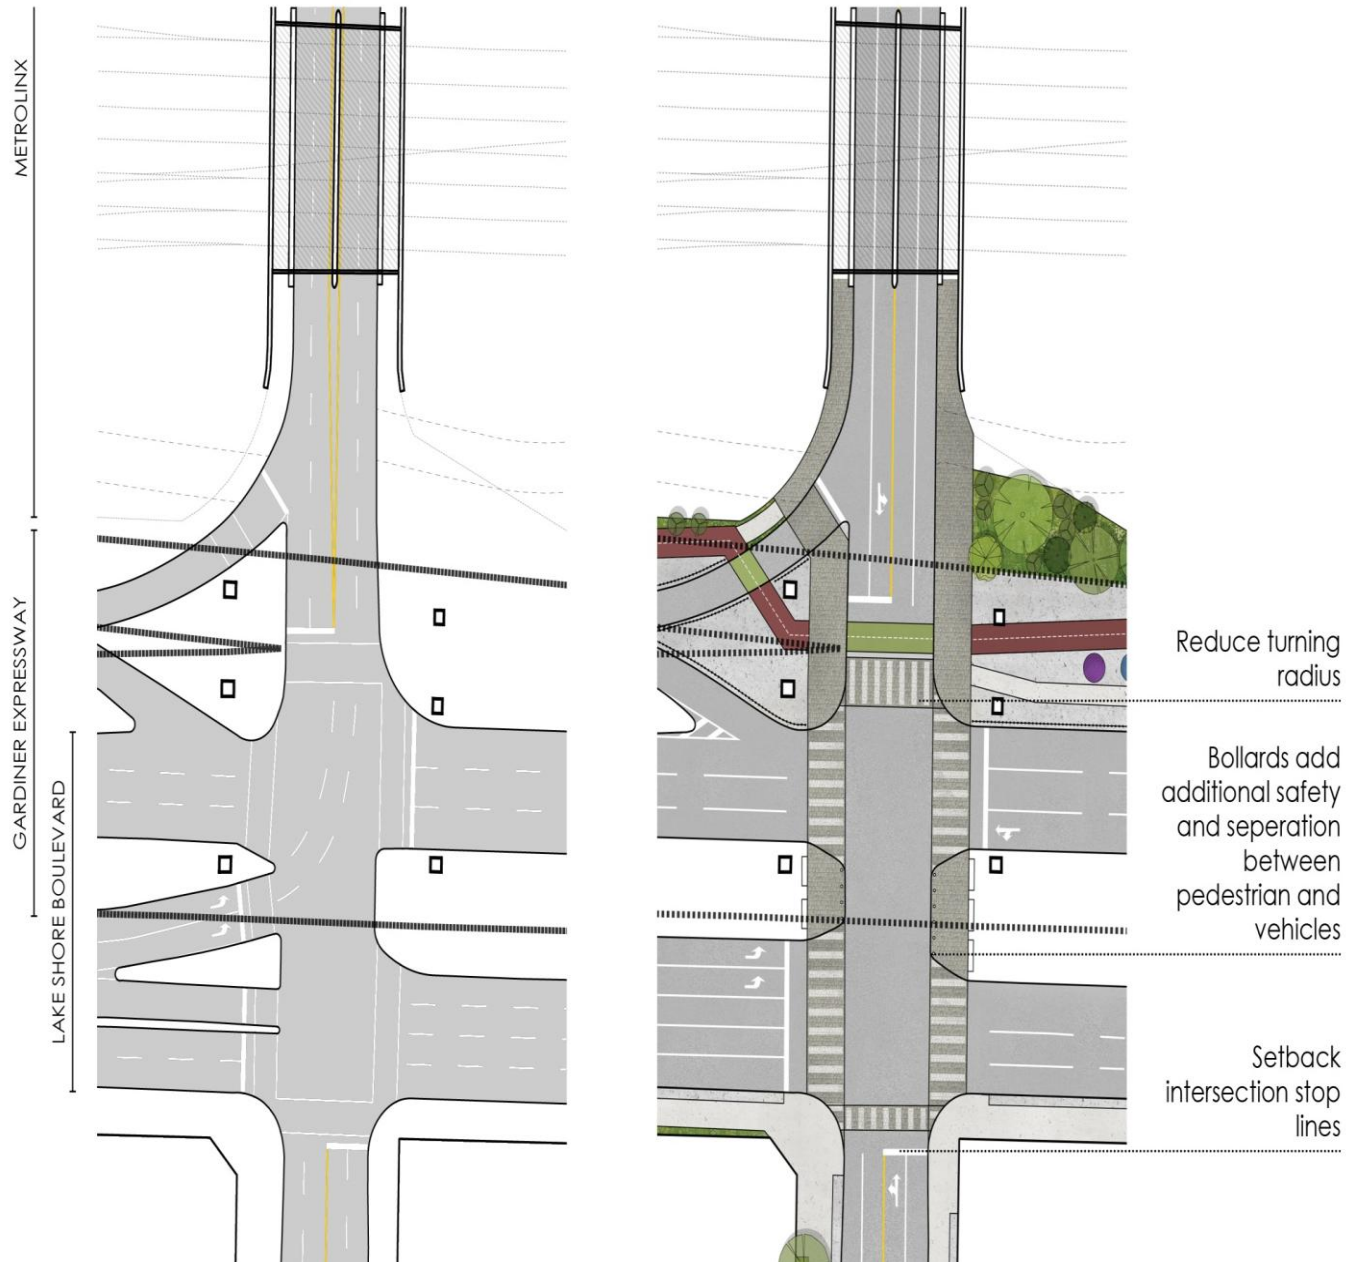 METROLINX
GARDINER EXPRESSWAY
LAKE SHORE BOULEVARD
Reduce turning
radius
Bollards add
additional safety
and seperation
between
pedestrian and
vehicles
Setback
intersection stop
lines